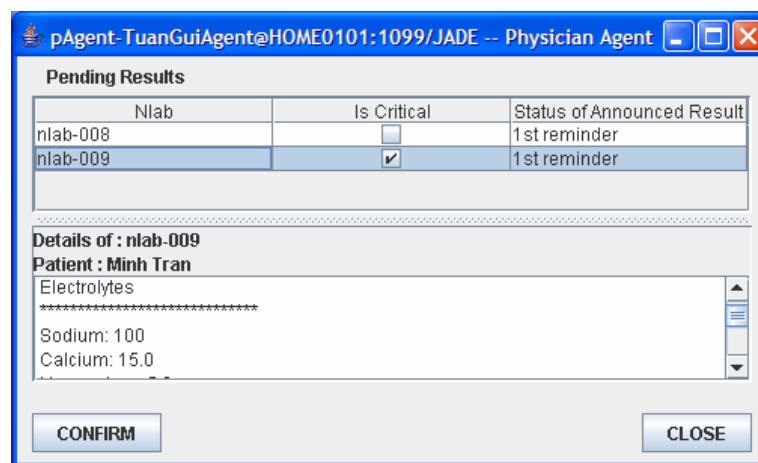 pAgent-TuanGuiAgent@HOME0101:1099/JADE -- Physician Agent
Pending Results
Nlab Is Critical Status of Announced Result
nlab-008 1st reminder
nlab-009 1st reminder
Details of : nlab-009
Patient : Minh Tran
Electrolytes
*****************************
Sodium: 100
Calcium: 15.0
CONFIRM CLOSE